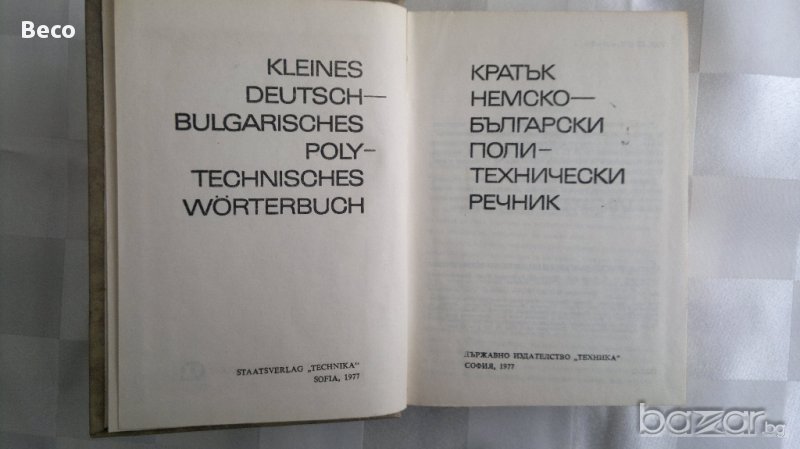 Beco
KLEINES
DEUTSCH—
BULGARISCHES
POLY-
TECHNISCHES
WÖRTERBUCH
STAATSVERLAG „TECHNIKA“
SOFIA, 1977
КРАТЪК
НЕМСКО—
БЪЛГАРСКИ
ПОЛИ-
ТЕХНИЧЕСКИ
РЕЧНИК
ДЪРЖАВНО ИЗДАТЕЛСТВО „ТЕХНИКА“
СОФИЯ, 1977
bazar.bg